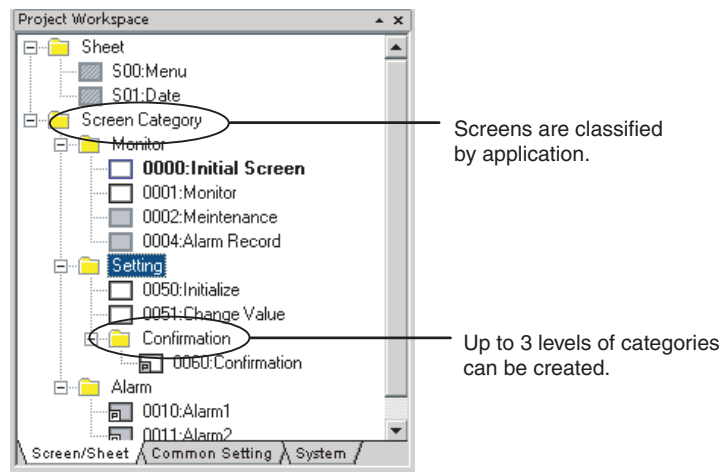 Project Workspace
Sheet
S00:Menu
S01:Date
Screen Category
Monitor
0000:Initial Screen
0001:Monitor
0002:Meintenance
0004:Alarm Record
Setting
0050:Initialize
0051:Change Value
Confirmation
0060:Confirmation
Alarm
0010:Alarm1
0011:Alarm2
Screen/Sheet
Common Setting
System
Screens are classified
by application.
Up to 3 levels of categories
can be created.